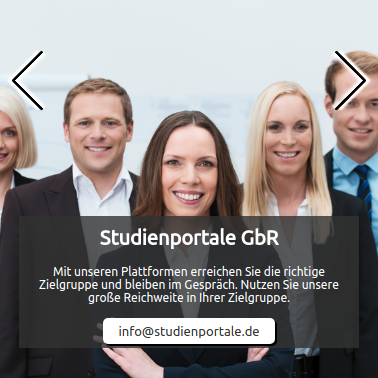 Studienportale GbR
Mit unseren Plattformen erreichen Sie die richtige
Zielgruppe und bleiben im Gespräch. Nutzen Sie unsere
große Reichweite in Ihrer Zielgruppe.
info@studienportale.de